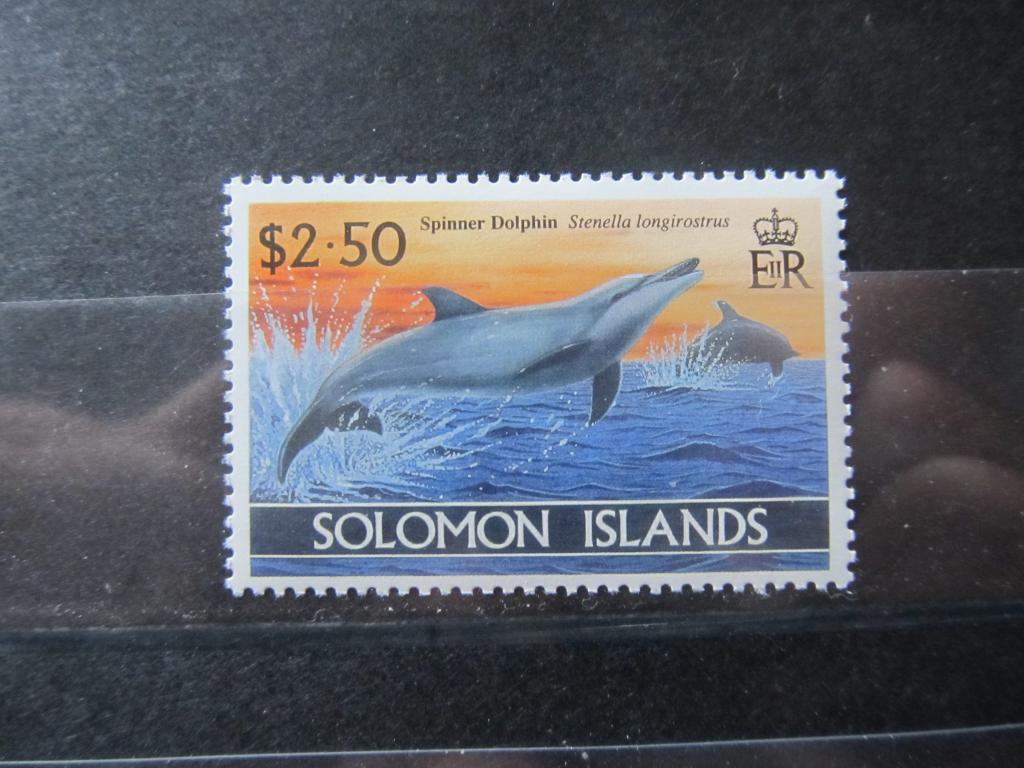 $2·50
Spinner Dolphin Stenella longirostrus
EIIR
SOLOMON ISLANDS